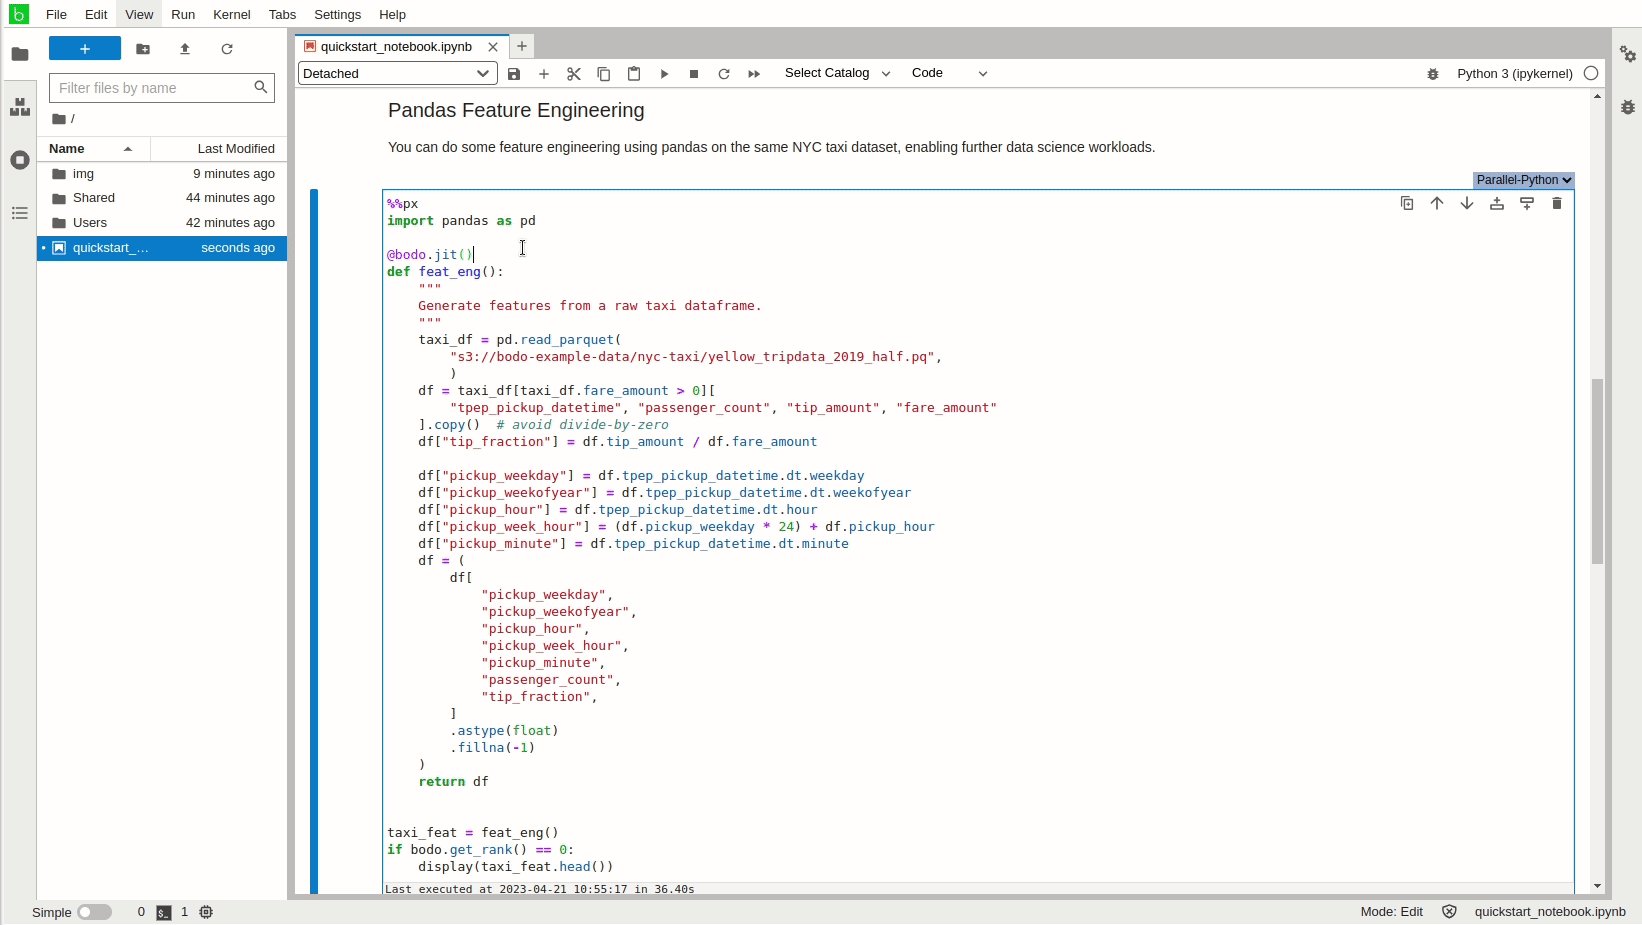 b File Edit View Run Kernel Tabs Settings Help
quickstart_notebook.ipynb
Detached Select Catalog Code Python 3 (ipykernel)
Filter files by name
/
Name Last Modified
img 9 minutes ago
Shared 44 minutes ago
Users 42 minutes ago
quickstart_... seconds ago
Pandas Feature Engineering
You can do some feature engineering using pandas on the same NYC taxi dataset, enabling further data science workloads.
Parallel-Python
%%px
import pandas as pd
@bodo.jit()
def feat_eng():
    """
    Generate features from a raw taxi dataframe.
    """
    taxi_df = pd.read_parquet(
        "s3://bodo-example-data/nyc-taxi/yellow_tripdata_2019_half.pq",
        )
    df = taxi_df[taxi_df.fare_amount > 0][
        "tpep_pickup_datetime", "passenger_count", "tip_amount", "fare_amount"
    ].copy()  # avoid divide-by-zero
    df["tip_fraction"] = df.tip_amount / df.fare_amount
    df["pickup_weekday"] = df.tpep_pickup_datetime.dt.weekday
    df["pickup_weekofyear"] = df.tpep_pickup_datetime.dt.weekofyear
    df["pickup_hour"] = df.tpep_pickup_datetime.dt.hour
    df["pickup_week_hour"] = (df.pickup_weekday * 24) + df.pickup_hour
    df["pickup_minute"] = df.tpep_pickup_datetime.dt.minute
    df = (
        df[
            "pickup_weekday",
            "pickup_weekofyear",
            "pickup_hour",
            "pickup_week_hour",
            "pickup_minute",
            "passenger_count",
            "tip_fraction",
        ]
        .astype(float)
        .fillna(-1)
    )
    return df
taxi_feat = feat_eng()
if bodo.get_rank() == 0:
    display(taxi_feat.head())
Last executed at 2023-04-21 10:55:17 in 36.40s
Simple 0 $_ 1 Mode: Edit quickstart_notebook.ipynb